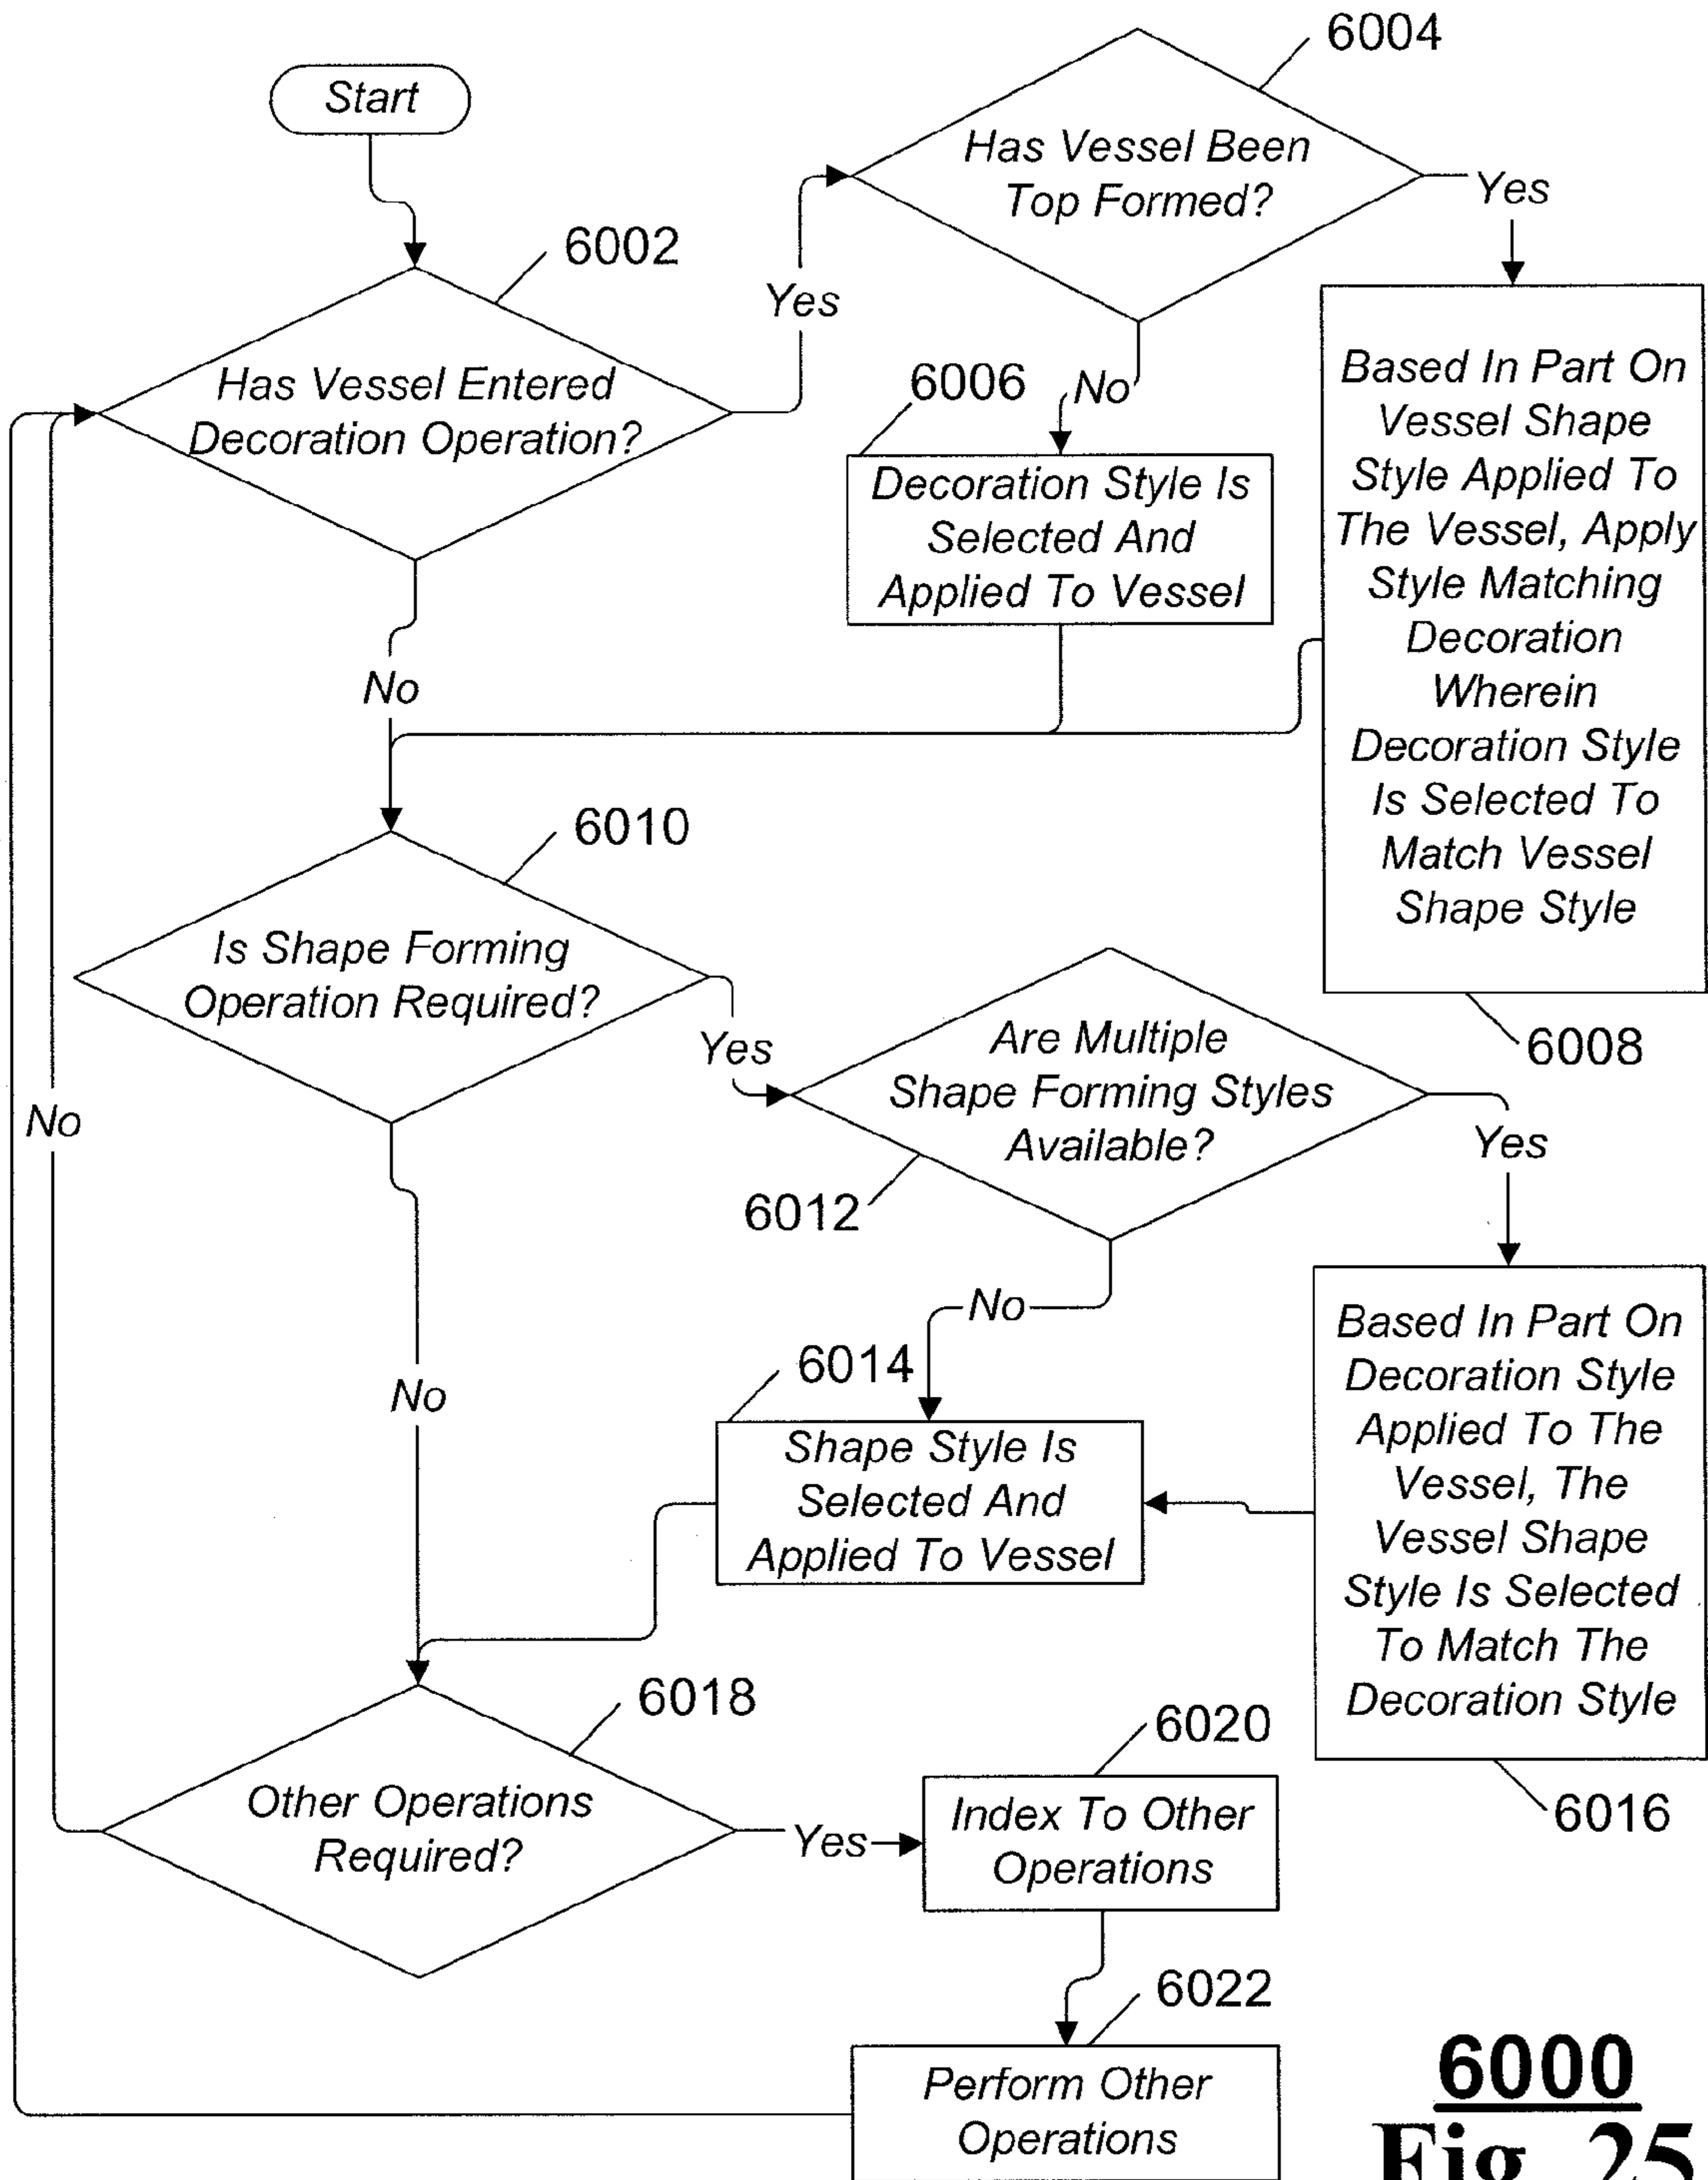 6004
Start
Has Vessel Been
Top Formed?
Yes
6002
Yes
Has Vessel Entered
Decoration Operation?
6006
No
Decoration Style Is
Selected And
Applied To Vessel
Based In Part On
Vessel Shape
Style Applied To
The Vessel, Apply
Style Matching
Decoration
Wherein
Decoration Style
Is Selected To
Match Vessel
Shape Style
6008
No
6010
Is Shape Forming
Operation Required?
Yes
Are Multiple
Shape Forming Styles
Available?
6012
Yes
No
No
No
6014
Shape Style Is
Selected And
Applied To Vessel
Based In Part On
Decoration Style
Applied To The
Vessel, The
Vessel Shape
Style Is Selected
To Match The
Decoration Style
6016
6018
Other Operations
Required?
Yes
6020
Index To Other
Operations
6022
Perform Other
Operations
6000
Fig. 25